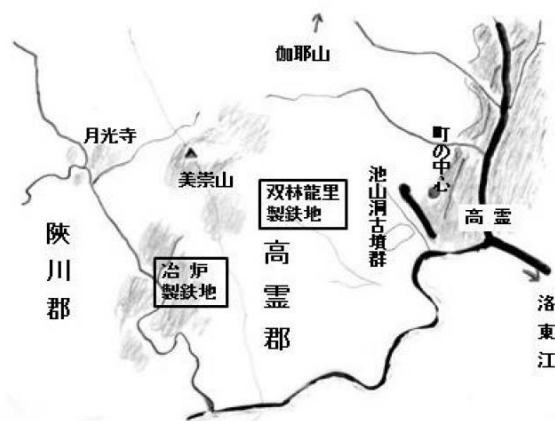 伽耶山
月光寺
美崇山
町の中心
双林龍里
製鉄地
池山洞古墳群
高霊
陜川郡
冶炉
製鉄地
高霊郡
洛東江